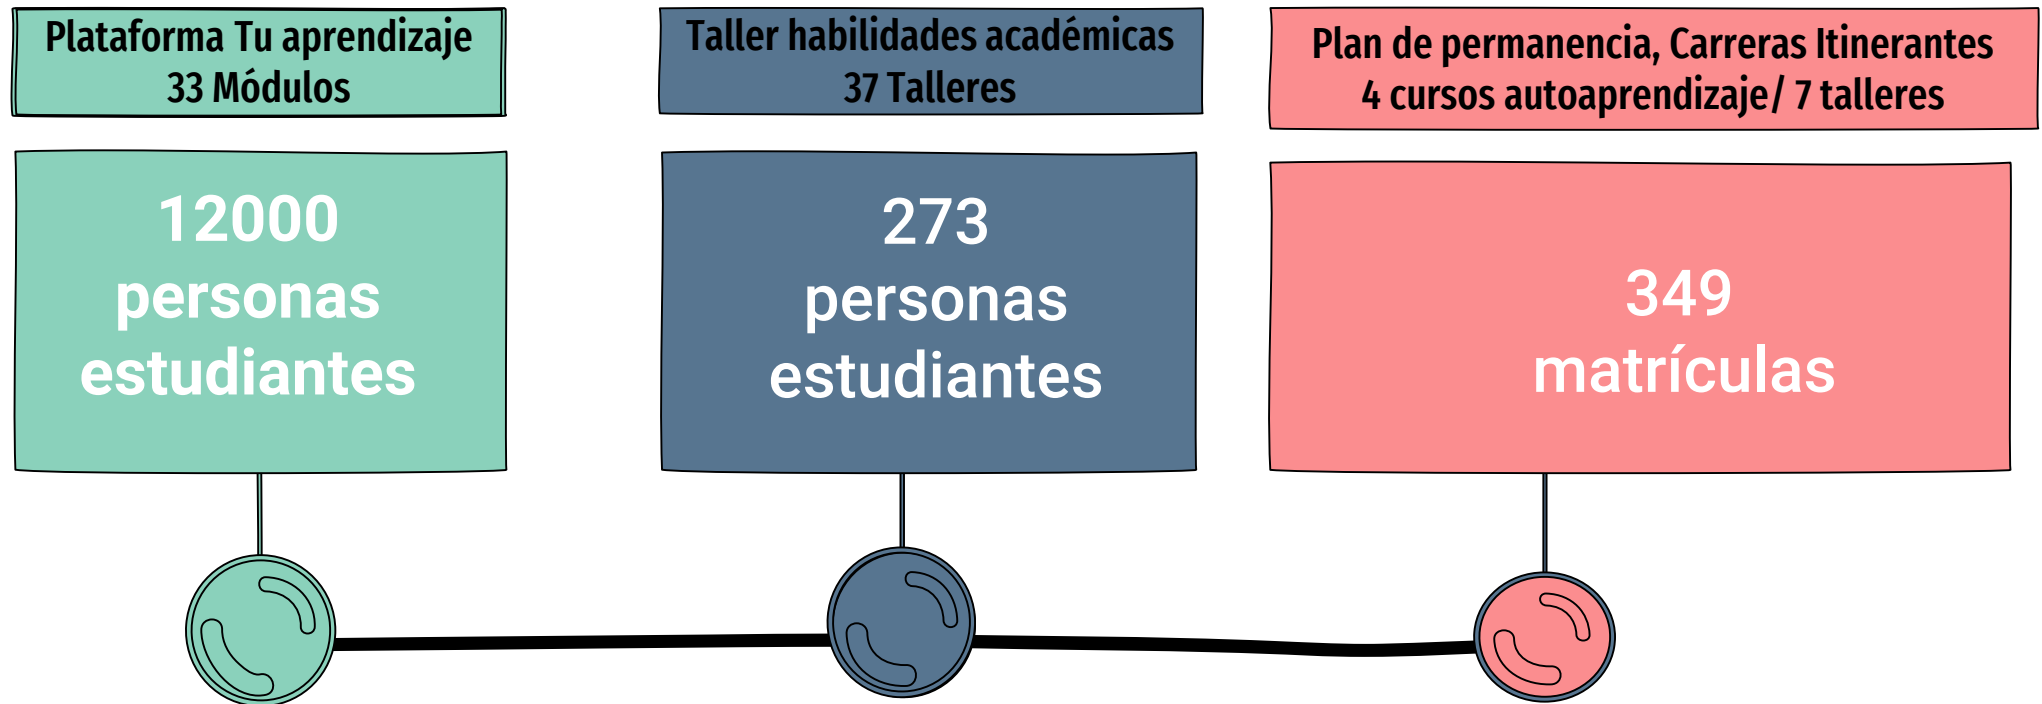 Plataforma Tu aprendizaje
33 Módulos
12000
personas
estudiantes
Taller habilidades académicas
37 Talleres
273
personas
estudiantes
Plan de permanencia, Carreras Itinerantes
4 cursos autoaprendizaje/ 7 talleres
349
matrículas